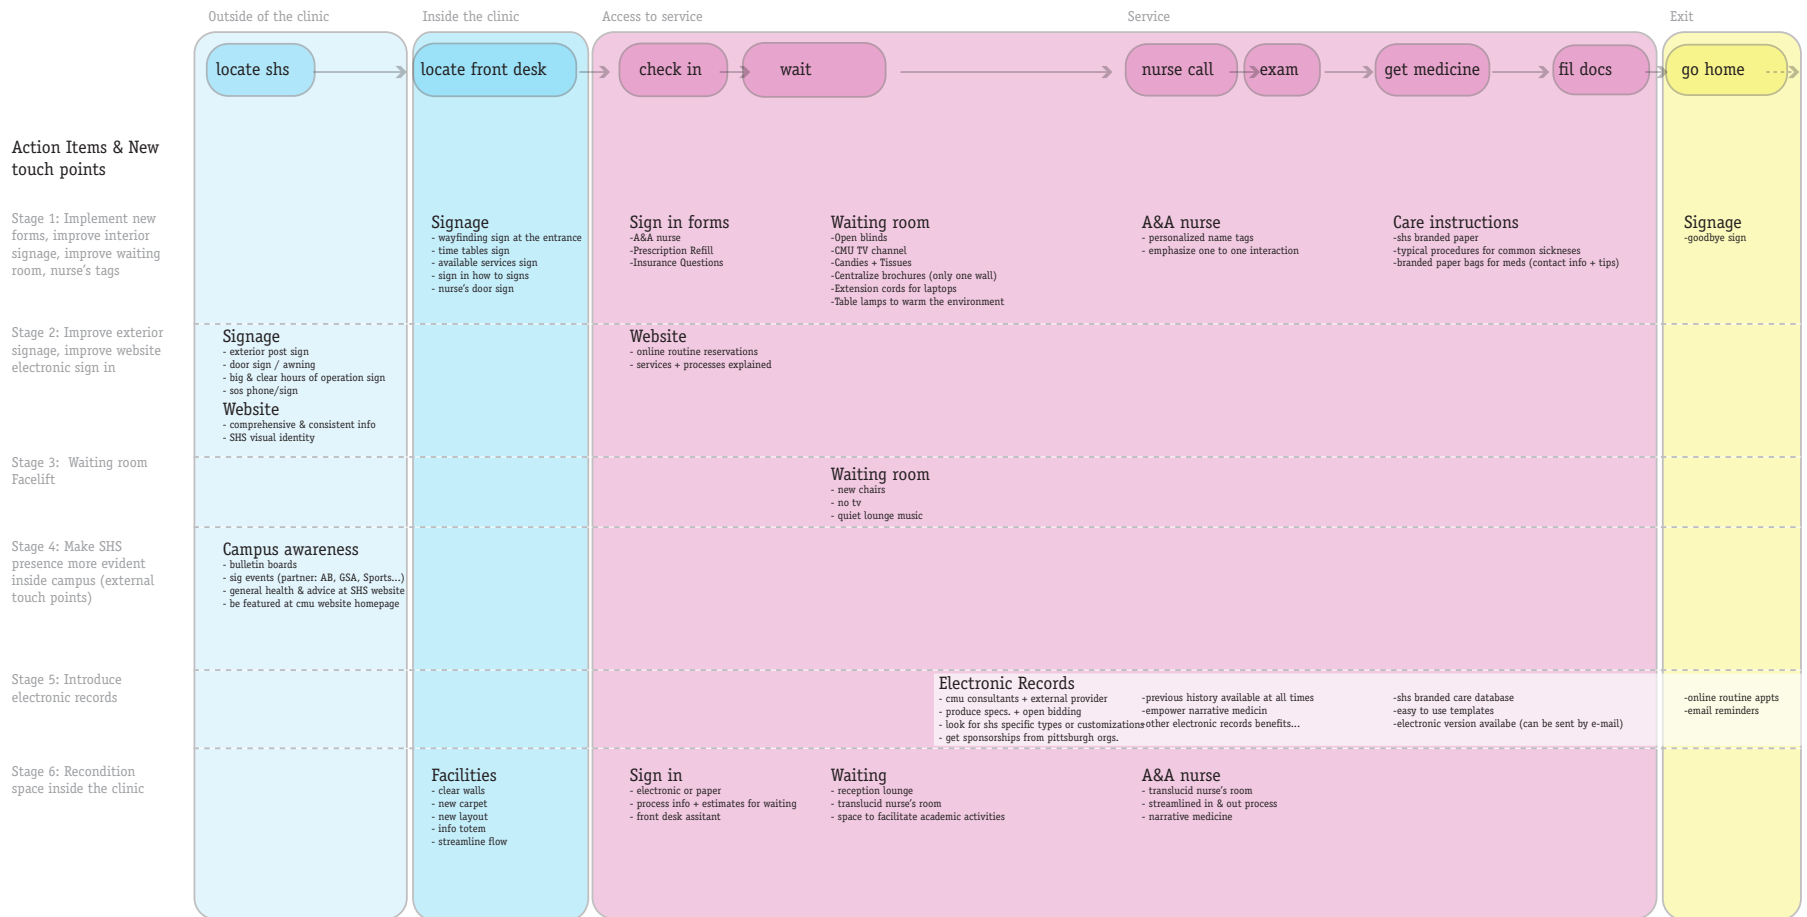 Outside of the clinic
Inside the clinic
Access to service
Service
Exit
locate shs
locate front desk
check in
wait
nurse call
exam
get medicine
fil docs
go home
Action Items & New
touch points
Stage 1: Implement new
forms, improve interior
signage, improve waiting
room, nurse's tags
Signage
- wayfinding sign at the entrance
- time tables sign
- available services sign
- sign in how to signs
- nurse's door sign
Sign in forms
-A&A nurse
-Prescription Refill
-Insurance Questions
Waiting room
-Open blinds
-CMU TV channel
-Candies + Tissues
-Centralize brochures (only one wall)
-Extension cords for laptops
-Table lamps to warm the environment
A&A nurse
- personalized name tags
- emphasize one to one interaction
Care instructions
-shs branded paper
-typical procedures for common sicknesses
-branded paper bags for meds (contact info + tips)
Signage
-goodbye sign
Stage 2: Improve exterior
signage, improve website
electronic sign in
Signage
- exterior post sign
- door sign / awning
- big & clear hours of operation sign
- sos phone/sign
Website
- comprehensive & consistent info
- SHS visual identity
Website
- online routine reservations
- services + processes explained
Stage 3: Waiting room
Facelift
Waiting room
- new chairs
- no tv
- quiet lounge music
Stage 4: Make SHS
presence more evident
inside campus (external
touch points)
Campus awareness
- bulletin boards
- sig events (partner: AB, GSA, Sports...)
- general health & advice at SHS website
- be featured at cmu website homepage
Stage 5: Introduce
electronic records
Electronic Records
- cmu consultants + external provider
- produce specs. + open bidding
- look for shs specific types or customizations
- get sponsorships from pittsburgh orgs.
-previous history available at all times
-empower narrative medicin
-other electronic records benefits...
-shs branded care database
-easy to use templates
-electronic version availabe (can be sent by e-mail)
-online routine appts
-email reminders
Stage 6: Recondition
space inside the clinic
Facilities
- clear walls
- new carpet
- new layout
- info totem
- streamline flow
Sign in
- electronic or paper
- process info + estimates for waiting
- front desk assitant
Waiting
- reception lounge
- translucid nurse's room
- space to facilitate academic activities
A&A nurse
- translucid nurse's room
- streamlined in & out process
- narrative medicine